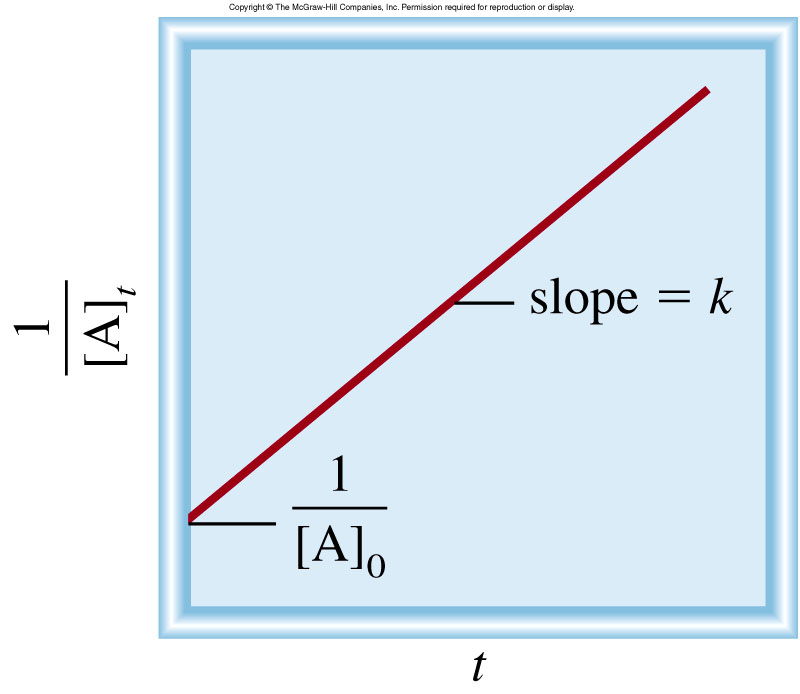 Copyright © The McGraw-Hill Companies, Inc. Permission required for reproduction or display.
1
[A]t
slope = k
1
[A]0
t